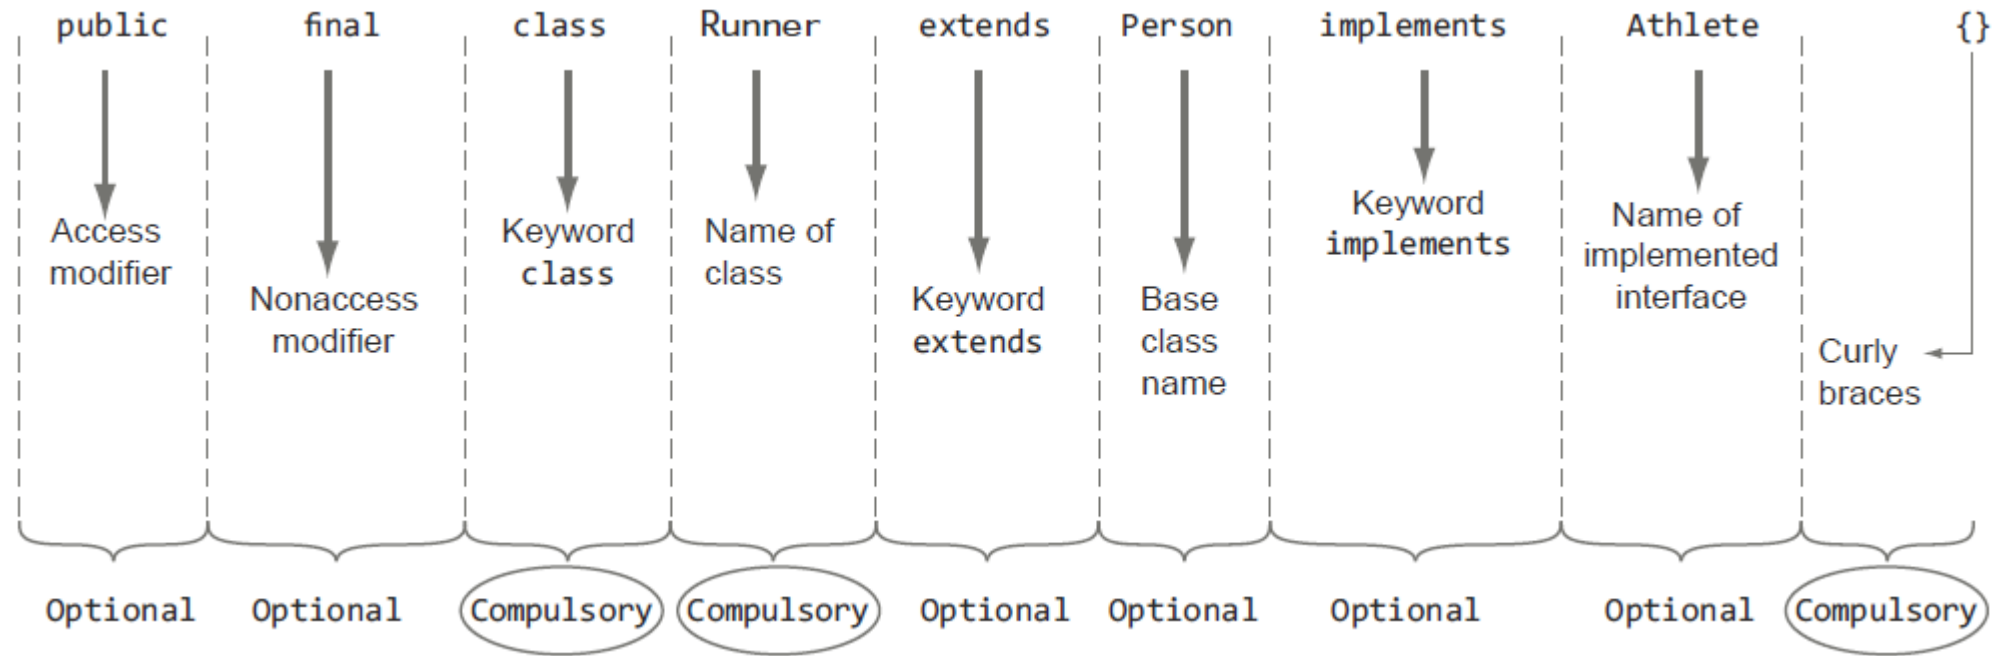 public final class Runner extends Person implements Athlete {}
Access
modifier
Nonaccess
modifier
Keyword
class
Name of
class
Keyword
extends
Base
class
name
Keyword
implements
Name of
implemented
interface
Curly
braces
Optional Optional Compulsory Compulsory Optional Optional Optional Optional Compulsory